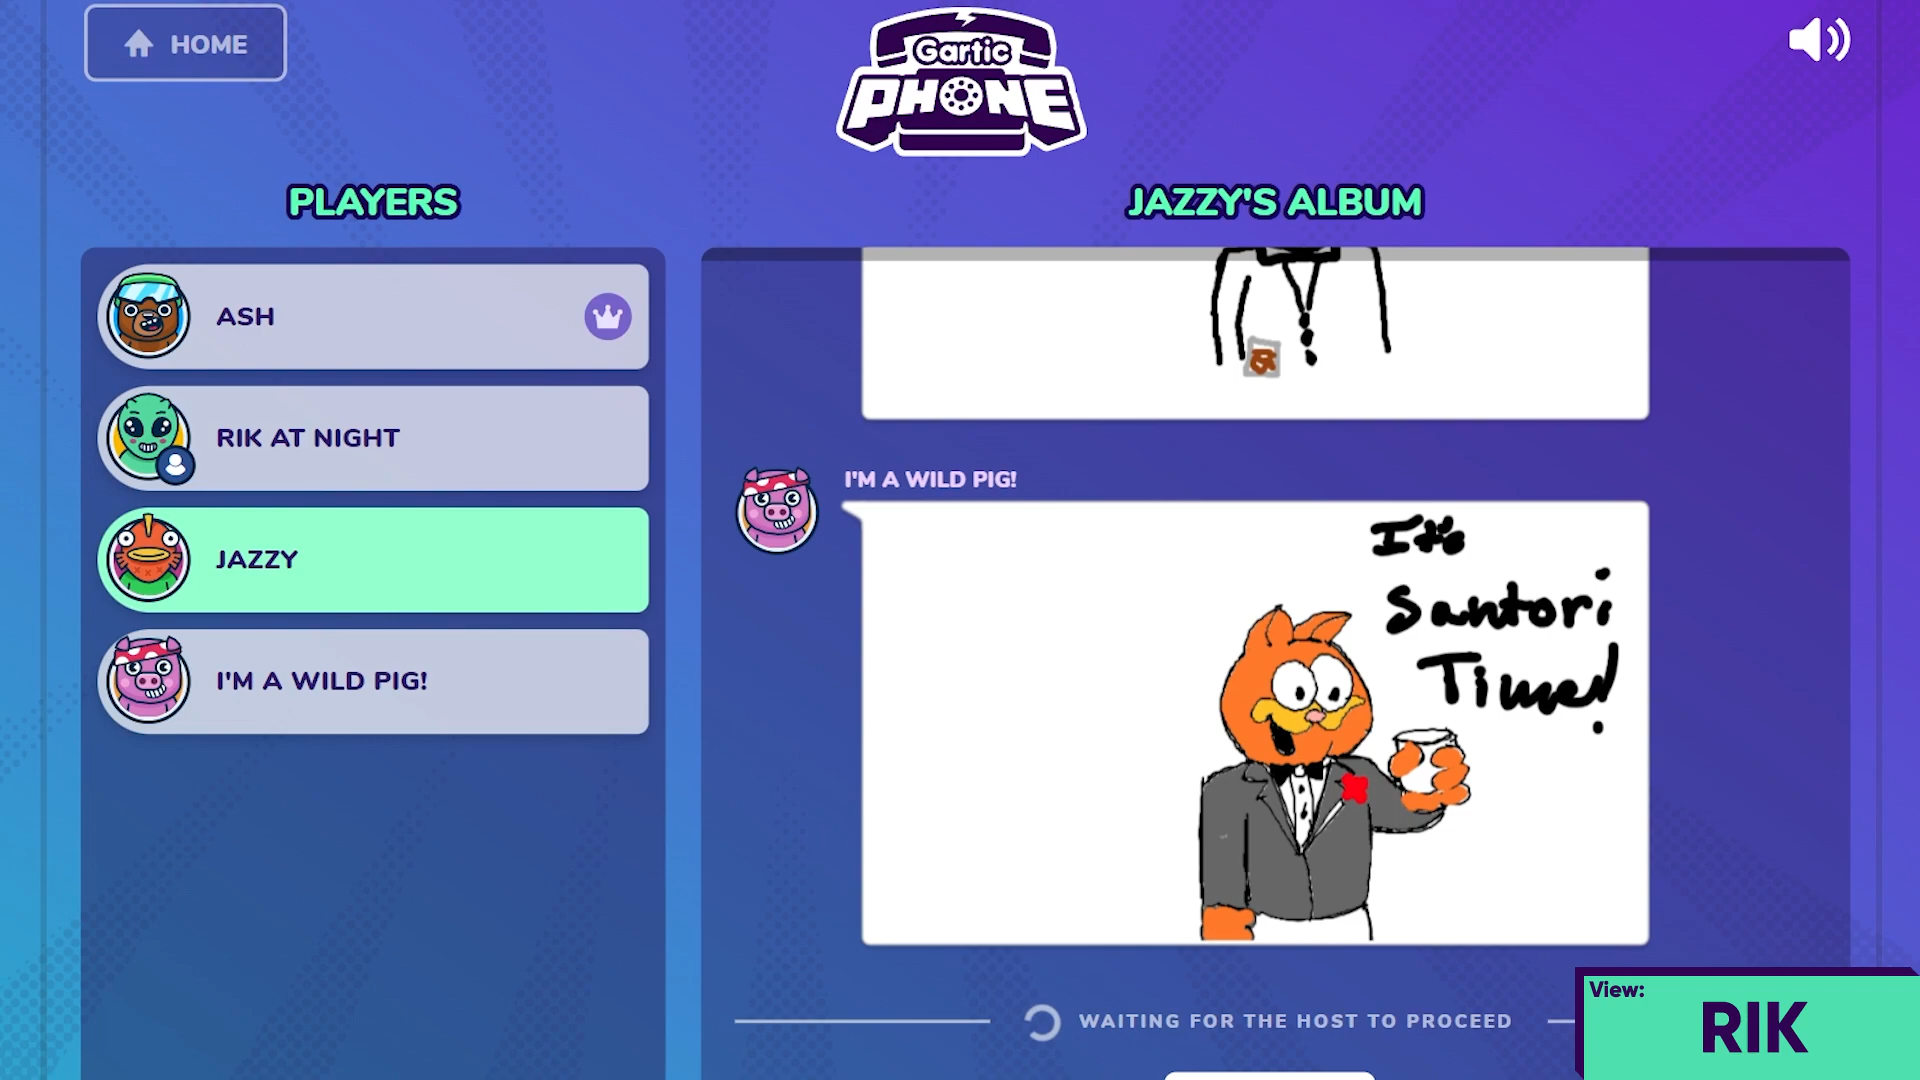 HOME
Gartic
PHONE
PLAYERS
JAZZY'S ALBUM
ASH
RIK AT NIGHT
JAZZY
I'M A WILD PIG!
I'M A WILD PIG!
It's
Santori
Time!
WAITING FOR THE HOST TO PROCEED
View:
RIK